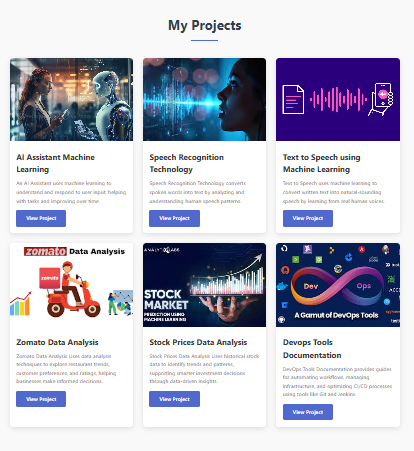 My Projects
AI Assistant Machine
Learning
An AI Assistant uses machine learning to
understand and respond to user input, helping
with tasks and improving over time.
View Project
Speech Recognition
Technology
Speech Recognition Technology converts
spoken words into text by analyzing and
understanding human speech patterns.
View Project
Text to Speech using
Machine Learning
Text to Speech uses machine learning to
convert written text into natural-sounding
speech by learning from real human voices.
View Project
zomato Data Analysis
zomato
Zomato Data Analysis
Zomato Data Analysis uses data analysis
techniques to explore restaurant trends,
customer preferences, and ratings, helping
businesses make informed decisions.
View Project
STOCK
MARKET
PREDICTION USING
MACHINE LEARNING
Stock Prices Data Analysis
Stock Prices Data Analysis uses historical stock
data to identify trends and patterns,
supporting smarter investment decisions
through data-driven insights.
View Project
Dev
Ops
A Gamut of DevOps Tools
Devops Tools
Documentation
DevOps Tools Documentation provides guides
for automating workflows, managing
infrastructure, and optimizing CI/CD processes
using tools like Git and Jenkins.
View Project